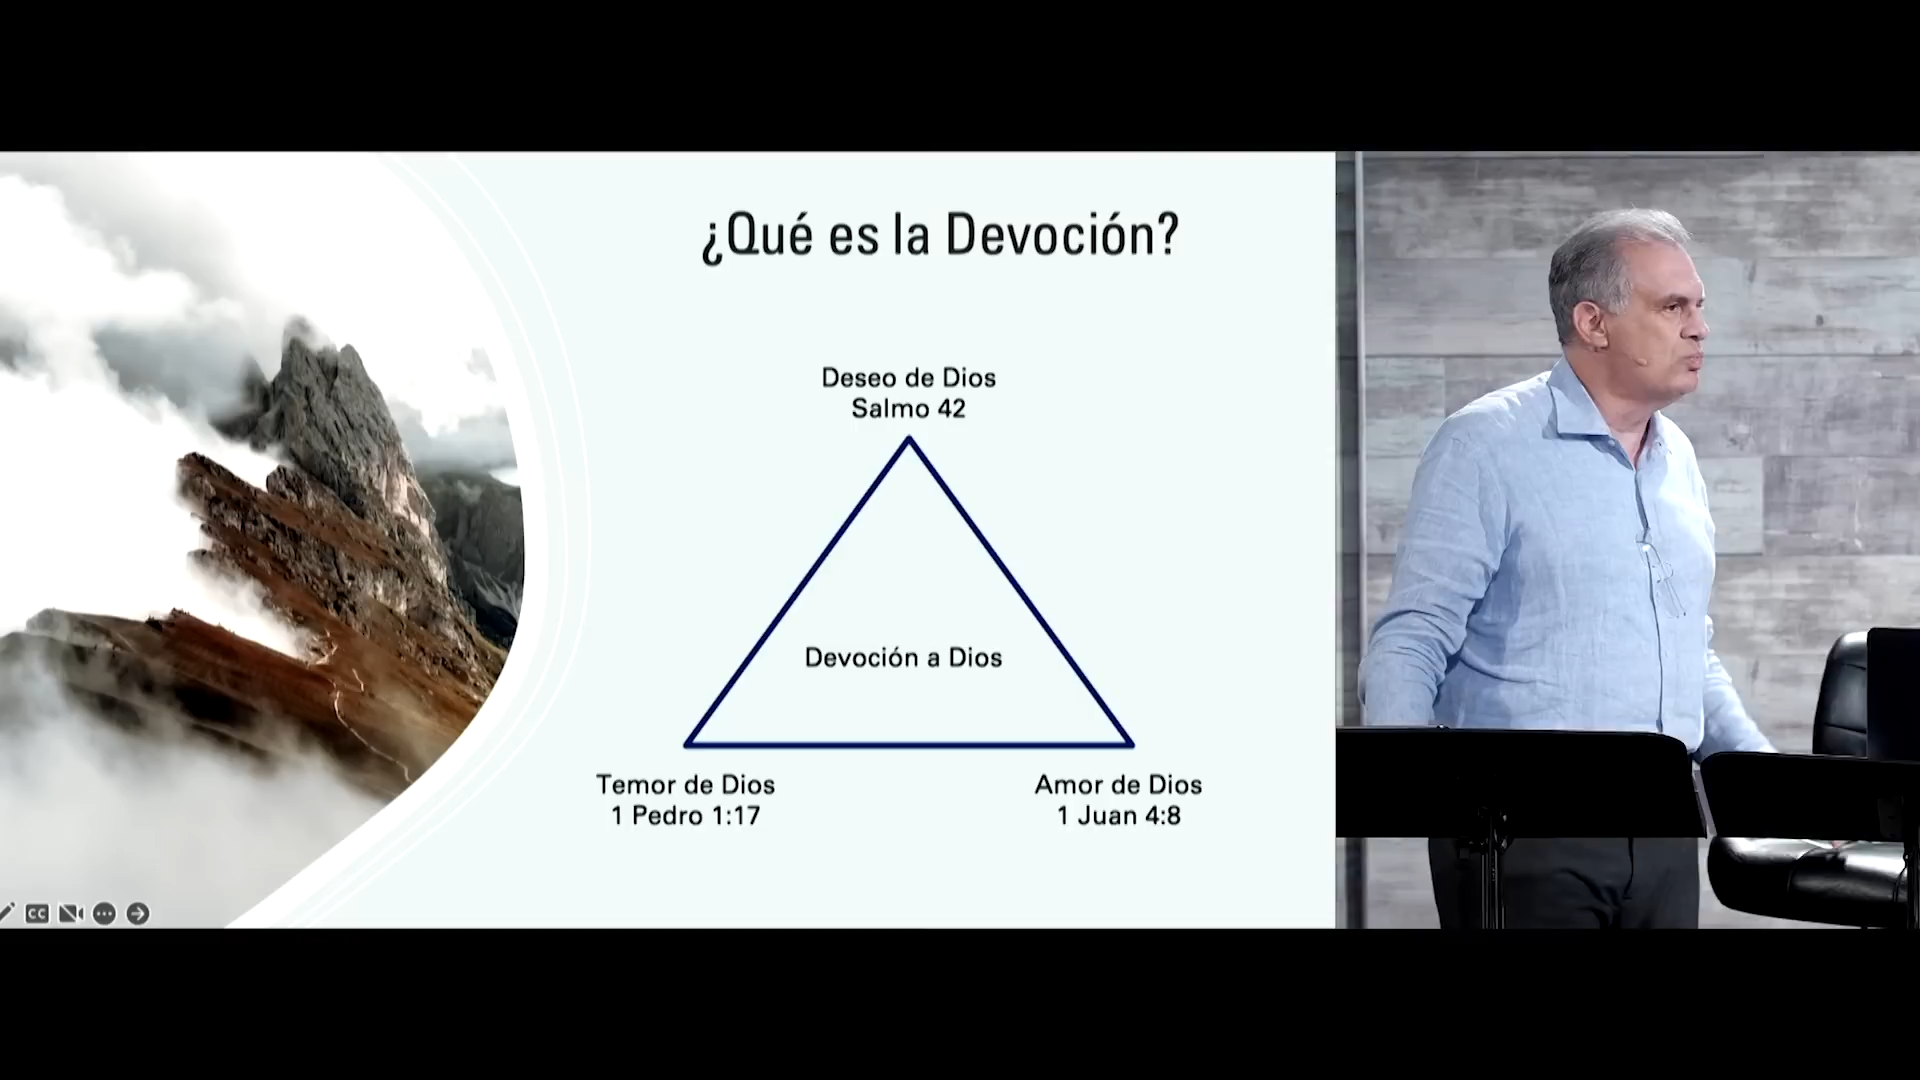 ¿Qué es la Devoción?
Deseo de Dios
Salmo 42
Devoción a Dios
Temor de Dios
1 Pedro 1:17
Amor de Dios
1 Juan 4:8
CC